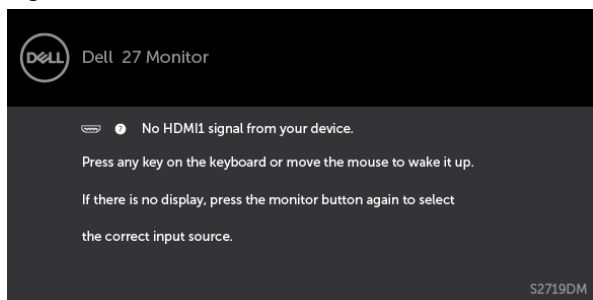 DELL
Dell 27 Monitor
? No HDMI1 signal from your device.
Press any key on the keyboard or move the mouse to wake it up.
If there is no display, press the monitor button again to select
the correct input source.
S2719DM